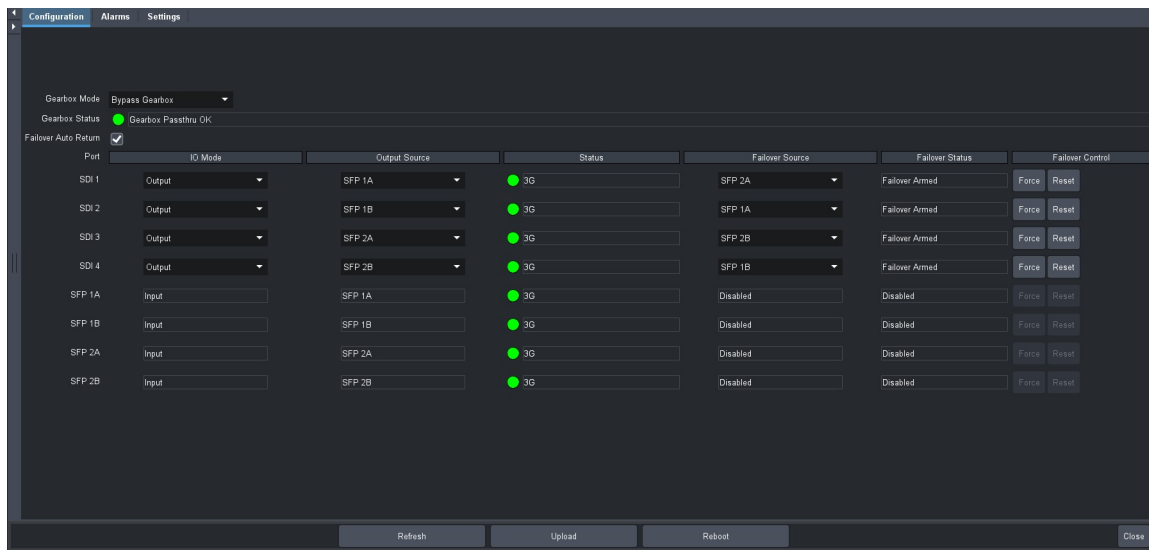 Configuration Alarms Settings
Gearbox Mode Bypass Gearbox
Gearbox Status Gearbox Passthru OK
Failover Auto Return
Port IO Mode Output Source Status Failover Source Failover Status Failover Control
SDI 1 Output SFP 1A 3G SFP 2A Failover Armed Force Reset
SDI 2 Output SFP 1B 3G SFP 1A Failover Armed Force Reset
SDI 3 Output SFP 2A 3G SFP 2B Failover Armed Force Reset
SDI 4 Output SFP 2B 3G SFP 1B Failover Armed Force Reset
SFP 1A Input SFP 1A 3G Disabled Disabled Force Reset
SFP 1B Input SFP 1B 3G Disabled Disabled Force Reset
SFP 2A Input SFP 2A 3G Disabled Disabled Force Reset
SFP 2B Input SFP 2B 3G Disabled Disabled Force Reset
Refresh Upload Reboot Close